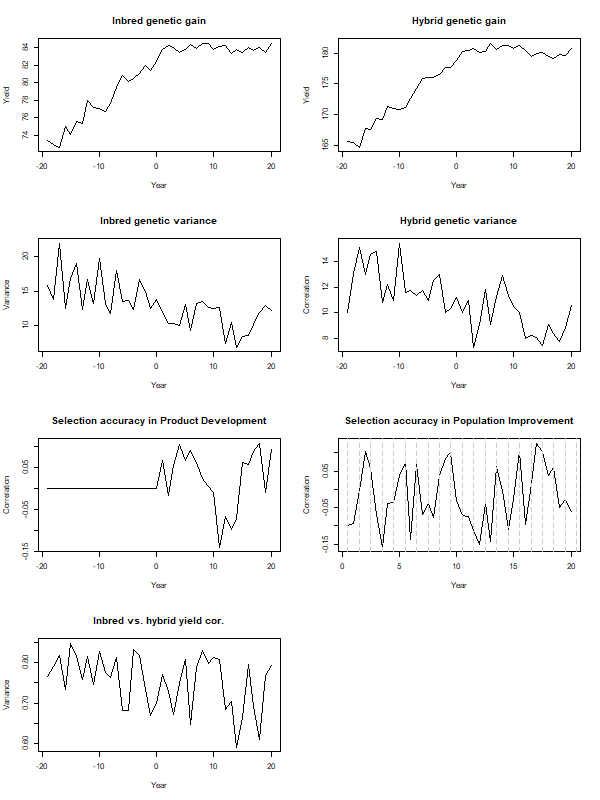 Inbred genetic gain
Yield
84
82
80
78
76
74
-20
-10
0
10
20
Year
Hybrid genetic gain
Yield
180
175
170
165
-20
-10
0
10
20
Year
Inbred genetic variance
Variance
20
15
10
-20
-10
0
10
20
Year
Hybrid genetic variance
Correlation
14
12
10
8
-20
-10
0
10
20
Year
Selection accuracy in Product Development
Correlation
0.05
-0.05
-0.15
-20
-10
0
10
20
Year
Selection accuracy in Population Improvement
Correlation
0.05
-0.05
-0.15
0
5
10
15
20
Year
Inbred vs. hybrid yield cor.
Variance
0.80
0.70
0.60
-20
-10
0
10
20
Year